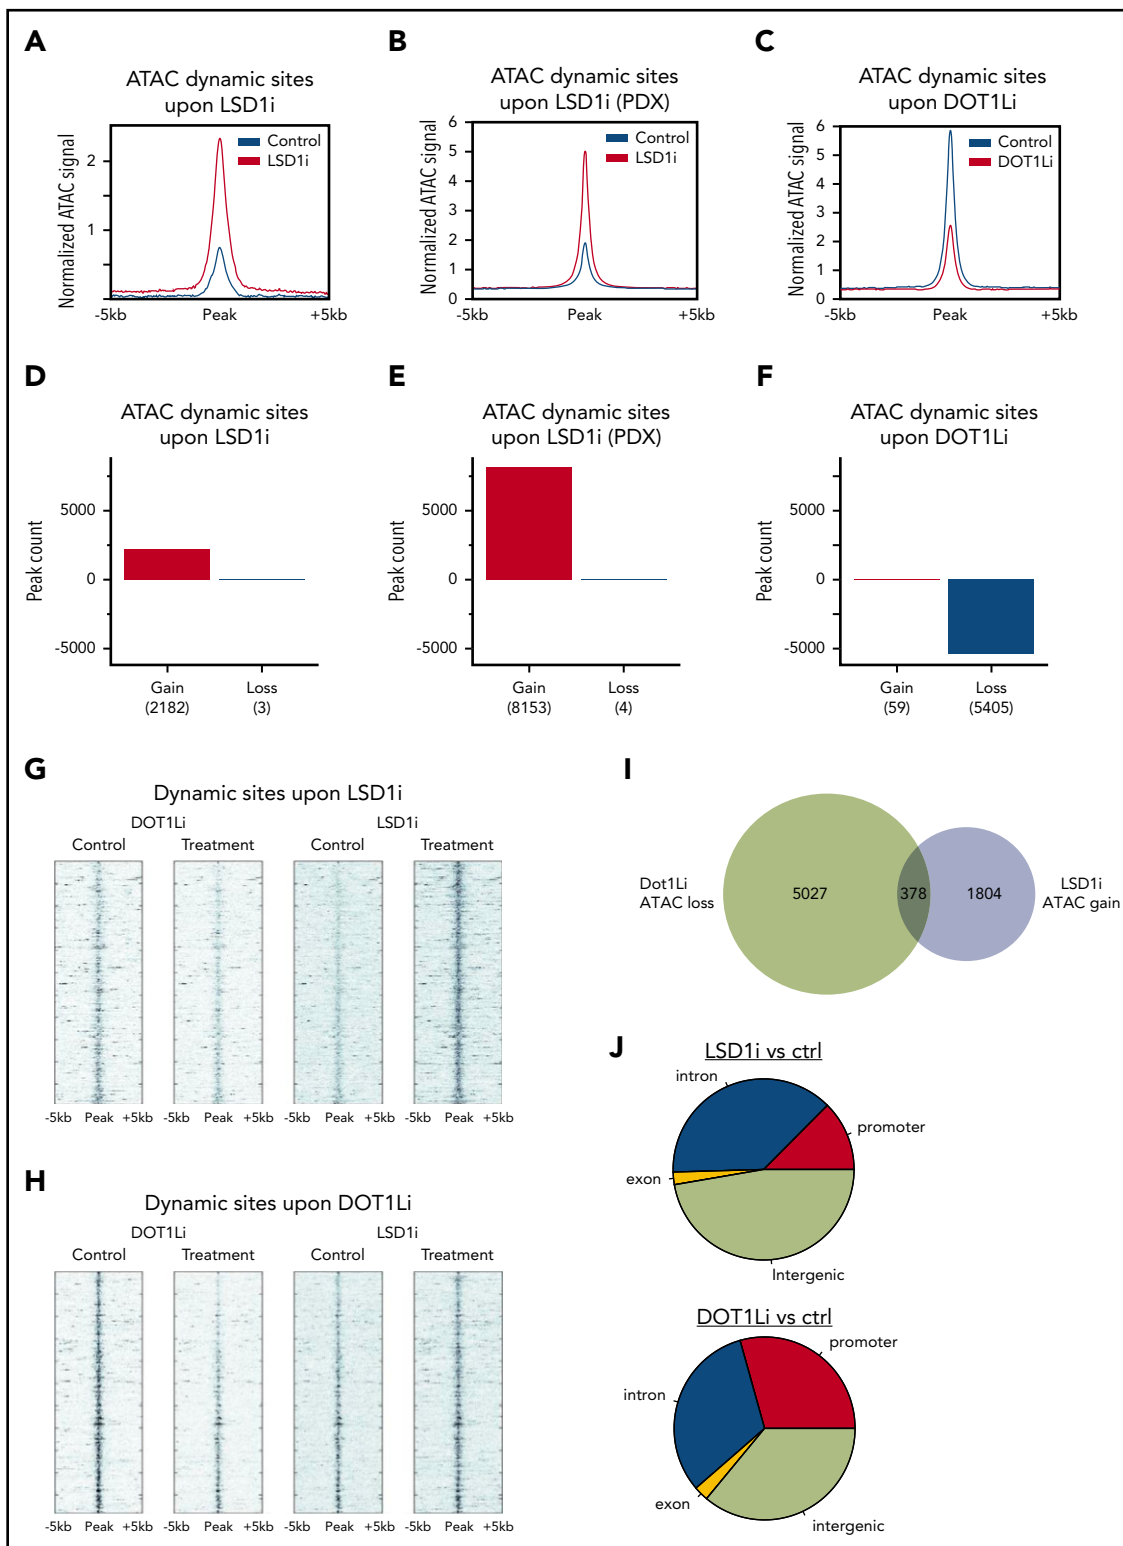 A
ATAC dynamic sites
upon LSD1i
Normalized ATAC signal
2
1
Control
LSD1i
-5kb Peak +5kb
B
ATAC dynamic sites
upon LSD1i (PDX)
Normalized ATAC signal
6
5
4
3
2
1
0
Control
LSD1i
-5kb Peak +5kb
C
ATAC dynamic sites
upon DOT1Li
Normalized ATAC signal
6
5
4
3
2
1
0
Control
DOT1Li
-5kb Peak +5kb
D
ATAC dynamic sites
upon LSD1i
Peak count
5000
0
-5000
Gain Loss
(2182) (3)
E
ATAC dynamic sites
upon LSD1i (PDX)
Peak count
5000
0
-5000
Gain Loss
(8153) (4)
F
ATAC dynamic sites
upon DOT1Li
Peak count
5000
0
-5000
Gain Loss
(59) (5405)
G
Dynamic sites upon LSD1i
DOT1Li LSD1i
Control Treatment Control Treatment
-5kb Peak +5kb -5kb Peak +5kb -5kb Peak +5kb -5kb Peak +5kb
H
Dynamic sites upon DOT1Li
DOT1Li LSD1i
Control Treatment Control Treatment
-5kb Peak +5kb -5kb Peak +5kb -5kb Peak +5kb -5kb Peak +5kb
I
Dot1Li
ATAC loss
5027 378 1804
LSD1i
ATAC gain
J
LSD1i vs ctrl
intron
promoter
exon
Intergenic
DOT1Li vs ctrl
promoter
intron
exon
intergenic